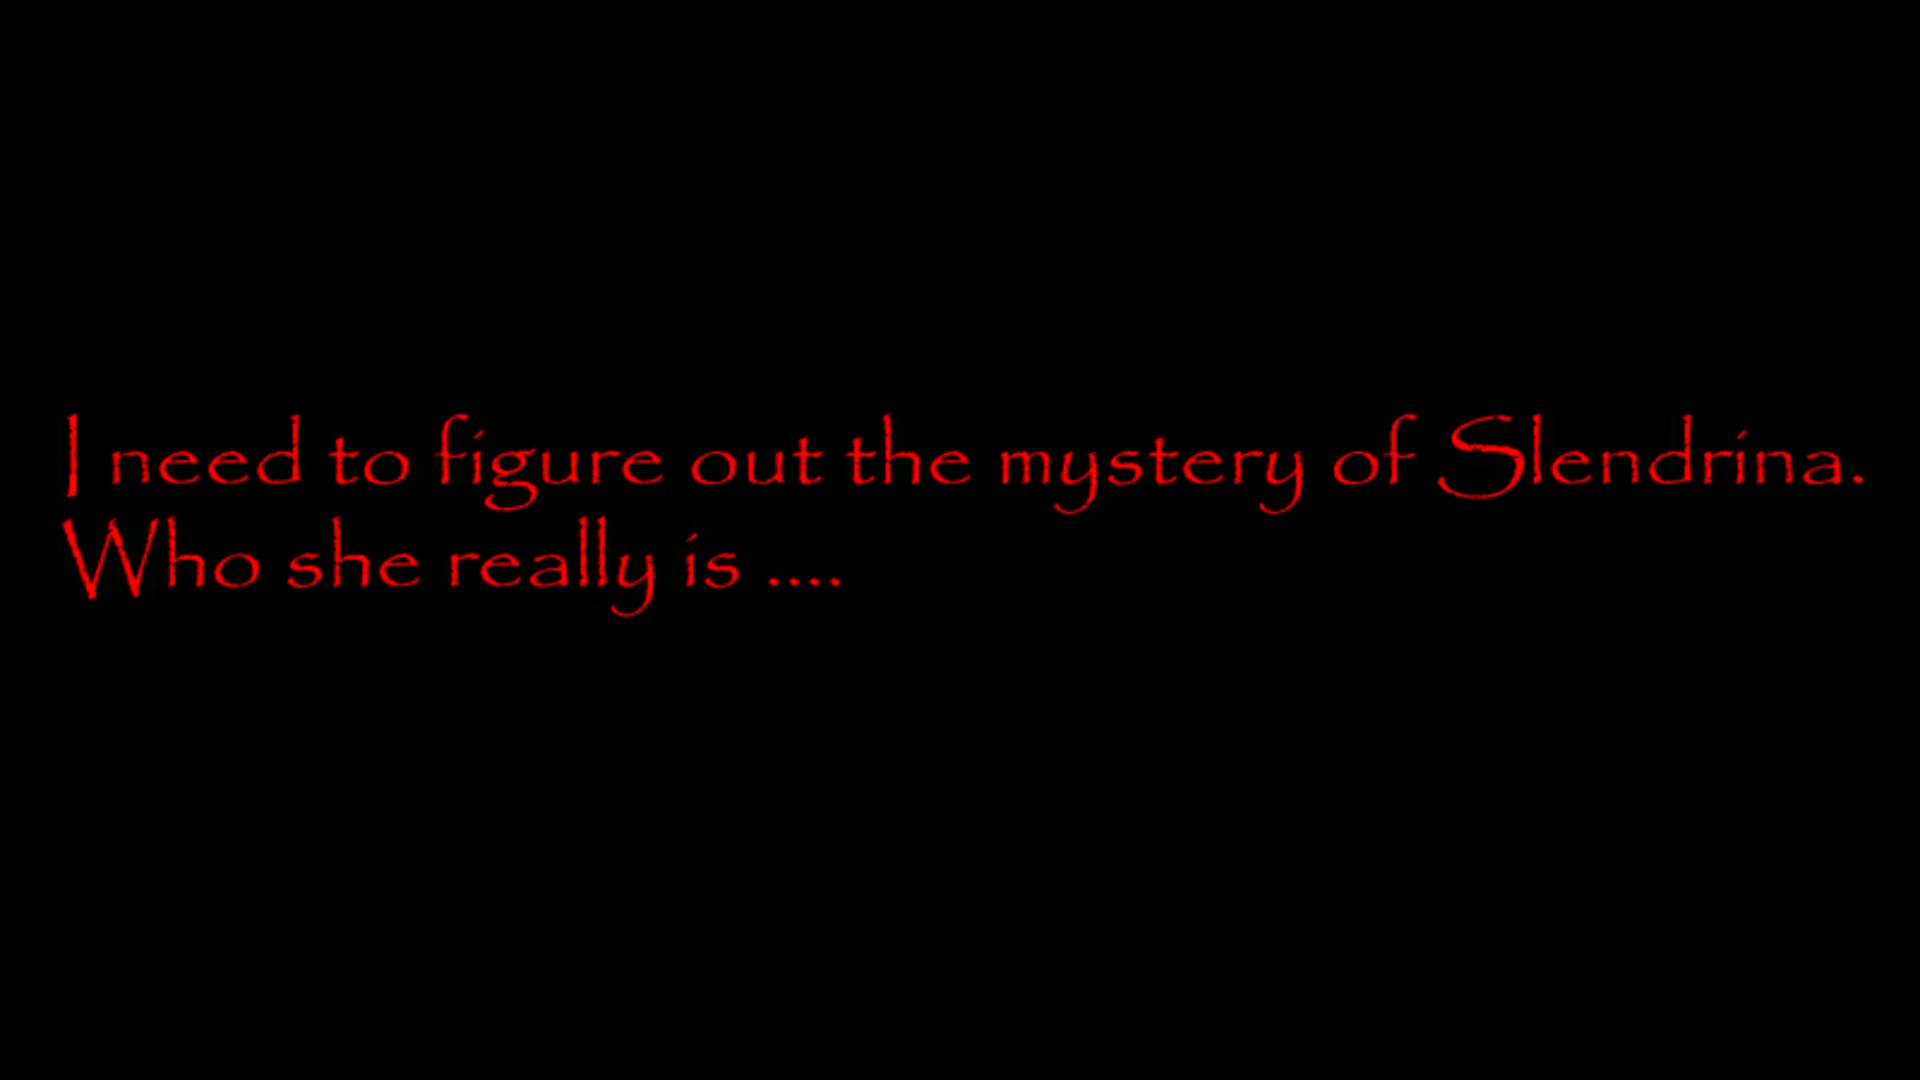 I need to figure out the mystery of Slendrina.
Who she really is ....